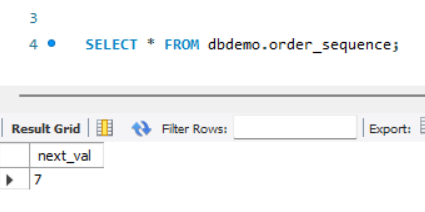 3
4 SELECT * FROM dbdemo.order_sequence;
Result Grid Filter Rows: Export:
next_val
7